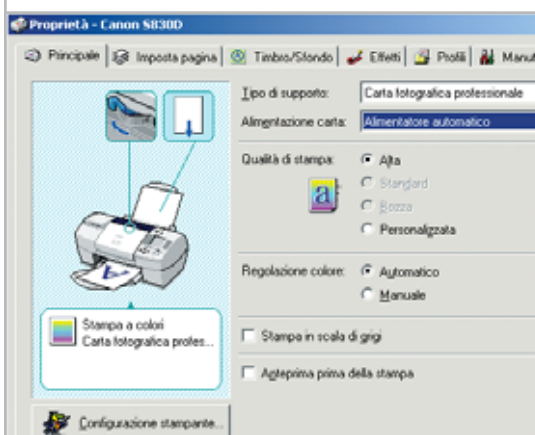 Proprietà - Canon S830D
Principale Imposta pagina Timbro/Sfondo Effetti Profili Manut
Tipo di supporto: Carta fotografica professionale
Alimentazione carta: Alimentatore automatico
Qualità di stampa: Alta
Standard
Bozza
Personalizzata
a
Regolazione colore: Automatico
Manuale
Stampa a colori
Carta fotografica profes...
Stampa in scala di grigi
Anteprima prima della stampa
Configurazione stampante...